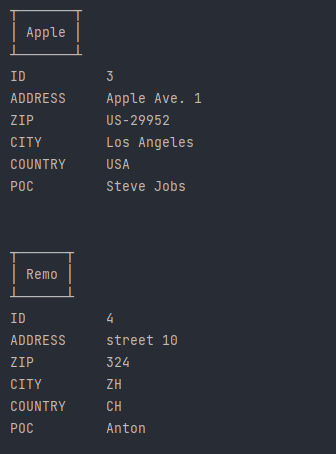 Apple
ID 3
ADDRESS Apple Ave. 1
ZIP US-29952
CITY Los Angeles
COUNTRY USA
POC Steve Jobs
Remo
ID 4
ADDRESS street 10
ZIP 324
CITY ZH
COUNTRY CH
POC Anton